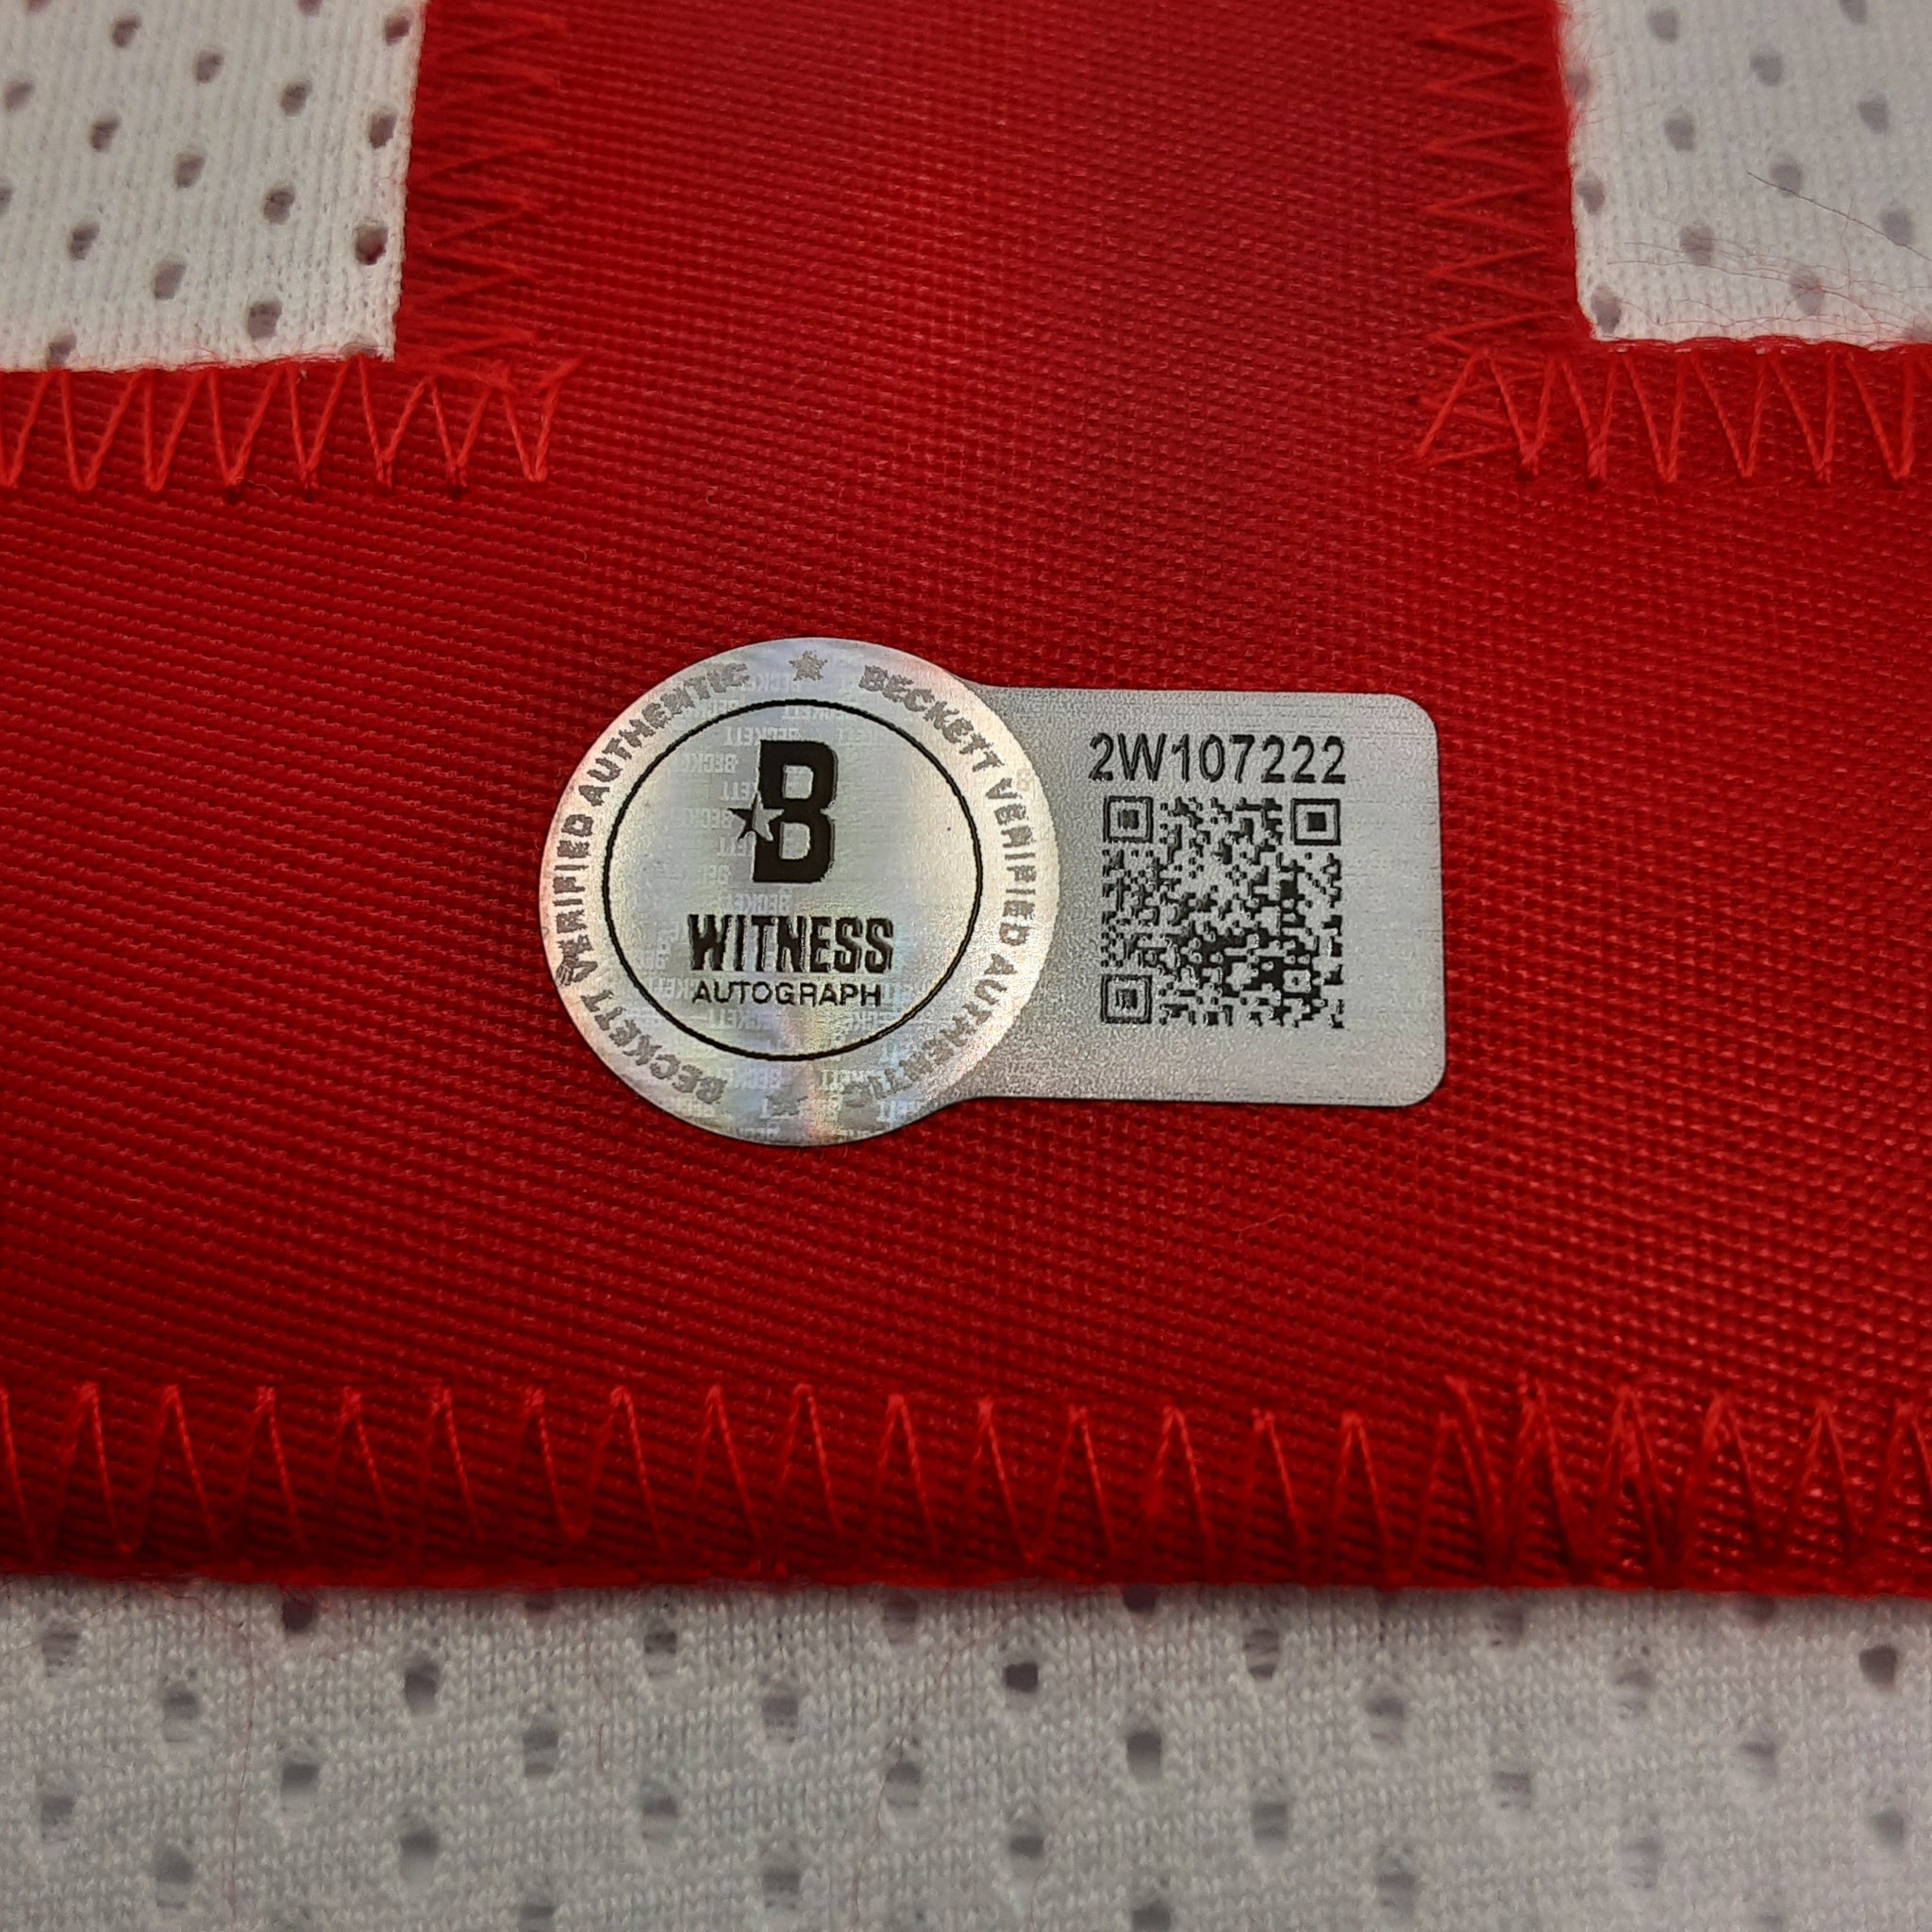 BECKETT VERIFIED AUTHENTIC ★ BECKETT VERIFIED AUTHENTIC
B
WITNESS
AUTOGRAPH
2W107222